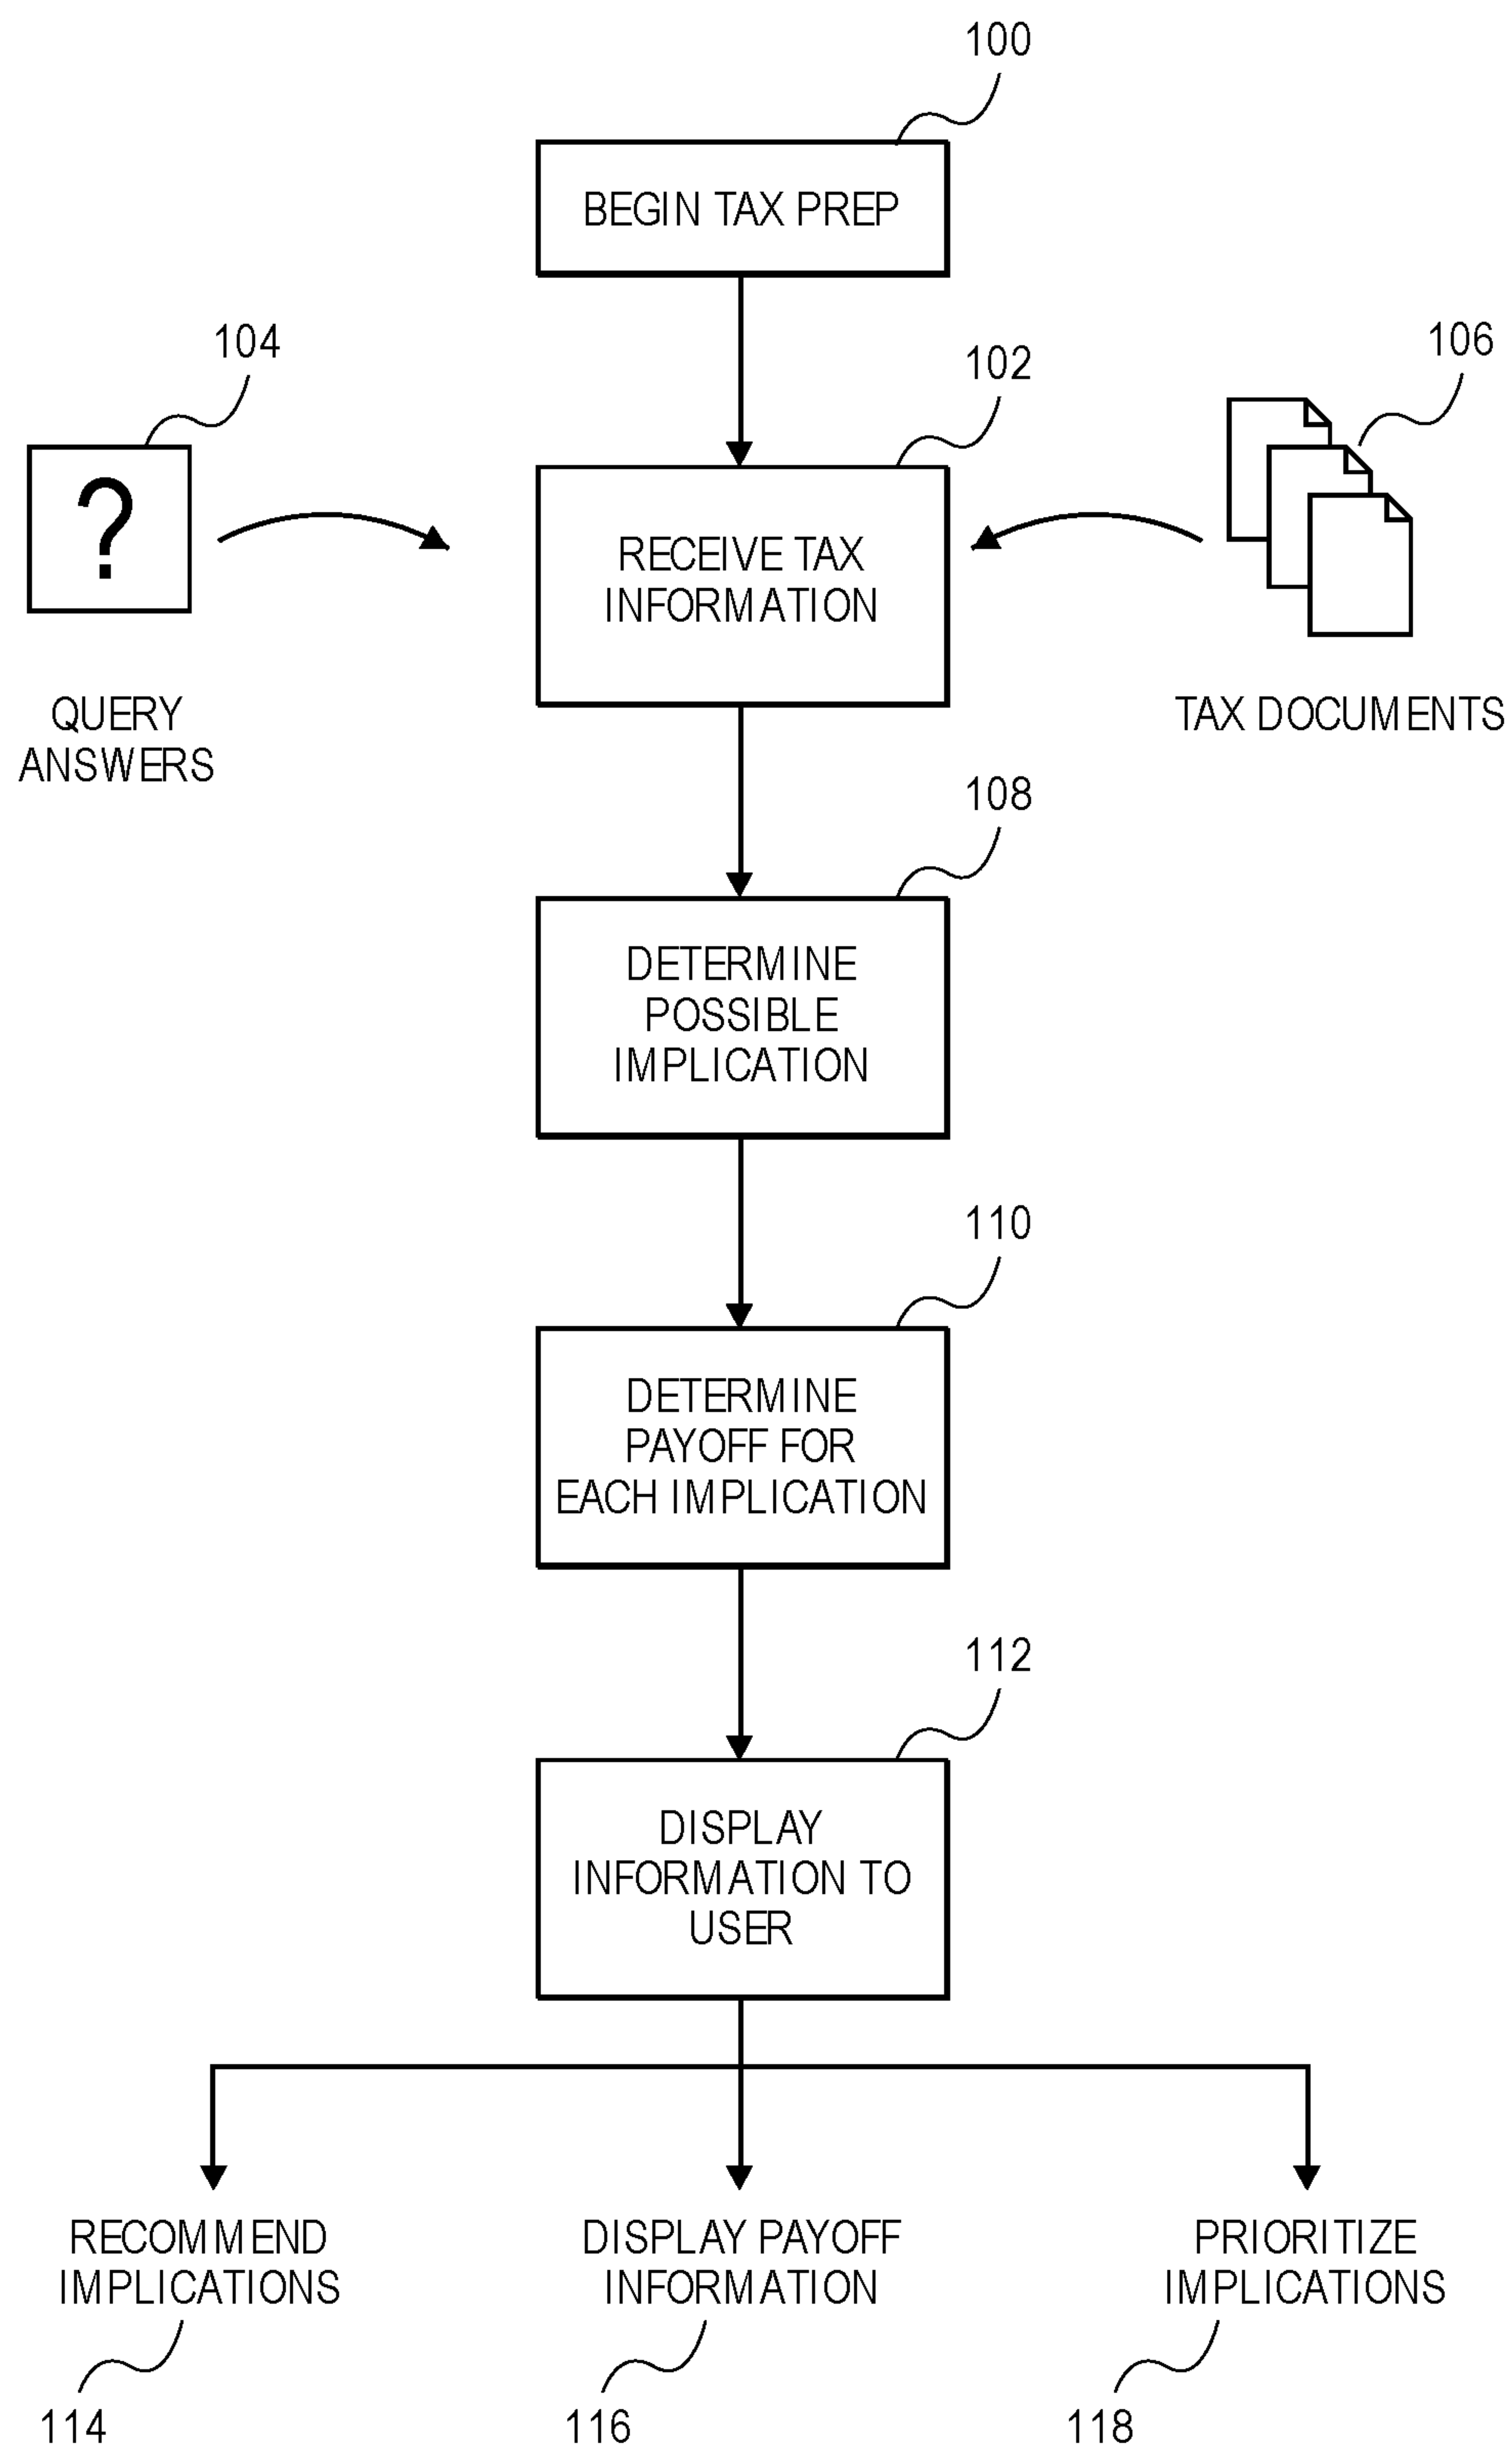 100
BEGIN TAX PREP
104
102
106
?
RECEIVE TAX
INFORMATION
QUERY
ANSWERS
TAX DOCUMENTS
108
DETERMINE
POSSIBLE
IMPLICATION
110
DETERMINE
PAYOFF FOR
EACH IMPLICATION
112
DISPLAY
INFORMATION TO
USER
RECOMMEND
IMPLICATIONS
DISPLAY PAYOFF
INFORMATION
PRIORITIZE
IMPLICATIONS
114
116
118